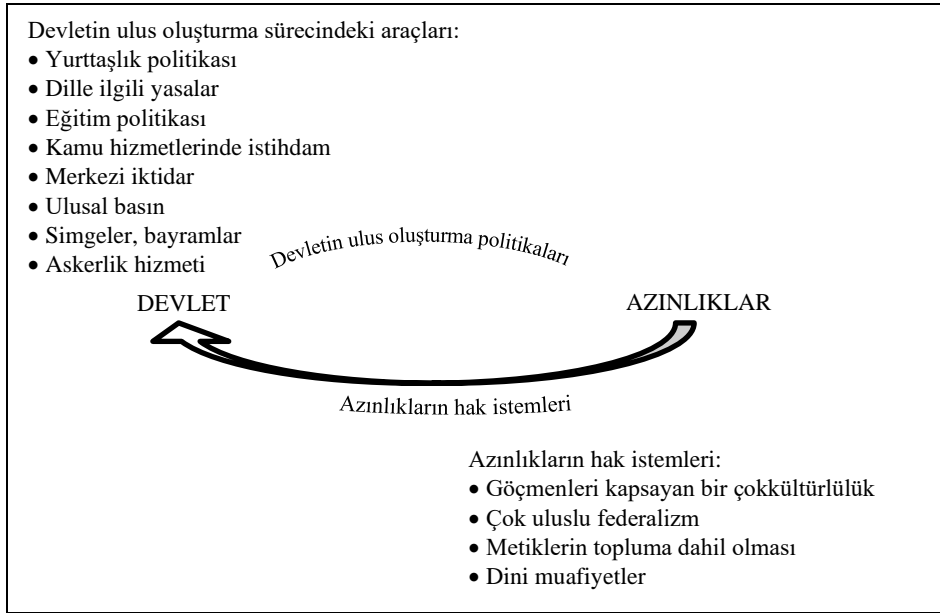 Devletin ulus oluşturma sürecindeki araçları:
• Yurttaşlık politikası
• Dille ilgili yasalar
• Eğitim politikası
• Kamu hizmetlerinde istihdam
• Merkezi iktidar
• Ulusal basın
• Simgeler, bayramlar
• Askerlik hizmeti
Devletin ulus oluşturma politikaları
DEVLET
AZINLIKLAR
Azınlıkların hak istemleri
Azınlıkların hak istemleri:
• Göçmenleri kapsayan bir çokkültürlülük
• Çok uluslu federalizm
• Metiklerin topluma dahil olması
• Dini muafiyetler